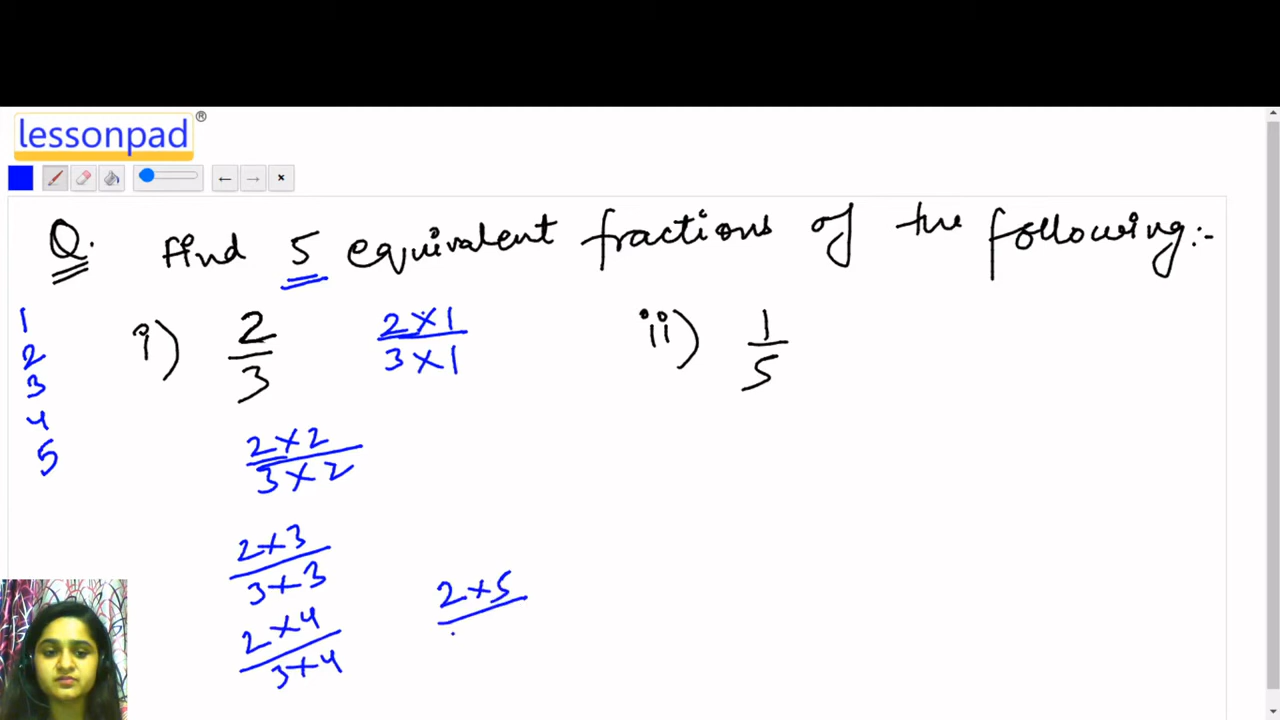 lessonpad®
Q. find 5 equivalent fractions of the following:-
1
2
3
4
5
i) 2/3
2×1/3×1
2×2/3×2
2×3/3×3
2×4/3×4
2×5
ii) 1/5